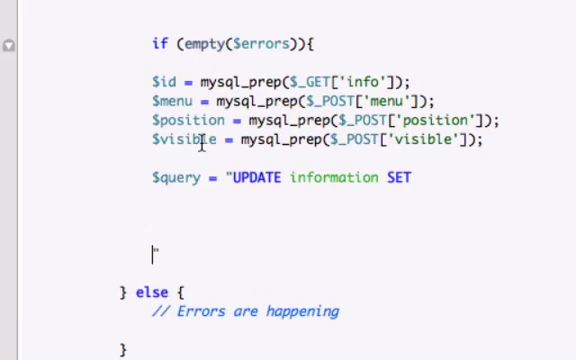 if (empty($errors)){
$id = mysql_prep($_GET['info']);
$menu = mysql_prep($_POST['menu']);
$position = mysql_prep($_POST['position']);
$visible = mysql_prep($_POST['visible']);
$query = "UPDATE information SET
"
} else {
// Errors are happening
}